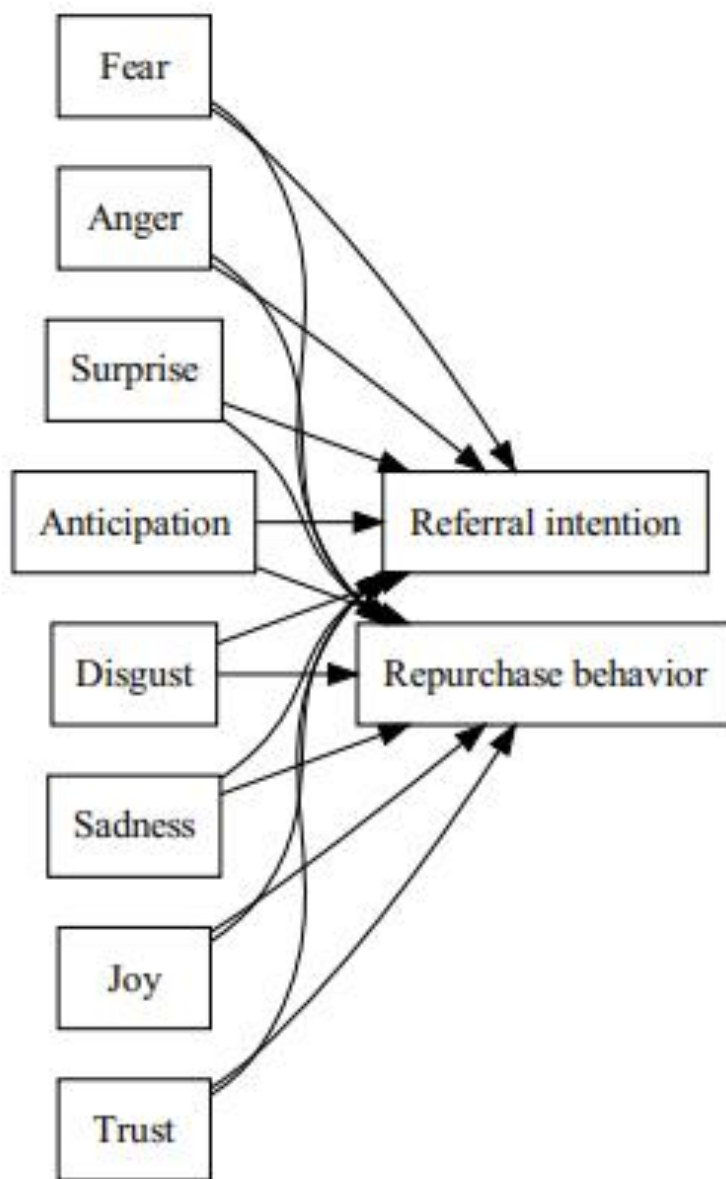 Fear
Anger
Surprise
Anticipation
Referral intention
Disgust
Repurchase behavior
Sadness
Joy
Trust